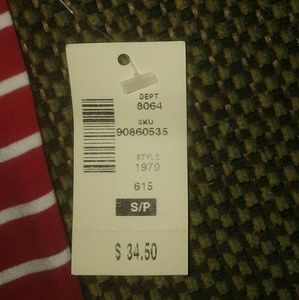 DEPT
8064
SKU
90860535
STYLE
1970
615
S/P
$ 34.50